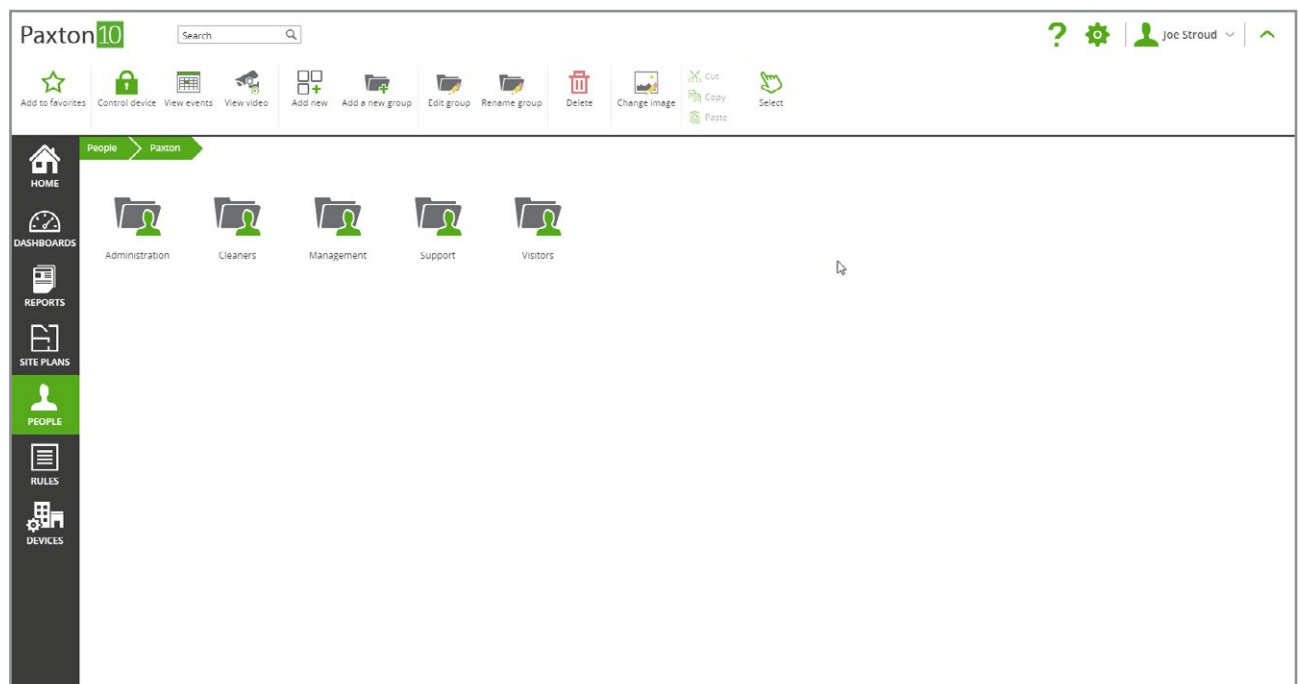 Paxton10
Search
Joe Stroud
Add to favorites Control device View events View video Add new Add a new group Edit group Rename group Delete Change image Cut Copy Paste Select
People Paxton
HOME
DASHBOARDS
REPORTS
SITE PLANS
PEOPLE
RULES
DEVICES
Administration Cleaners Management Support Visitors